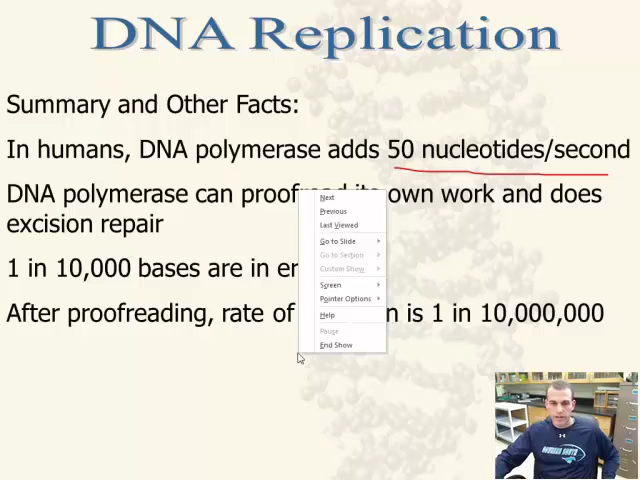 DNA Replication
Summary and Other Facts:
In humans, DNA polymerase adds 50 nucleotides/second
DNA polymerase can proofread its own work and does
excision repair
1 in 10,000 bases are in er
After proofreading, rate of n is 1 in 10,000,000
Next
Previous
Last Viewed
Go to Slide
Go to Section
Custom Show
Screen
Pointer Options
Help
Pause
End Show